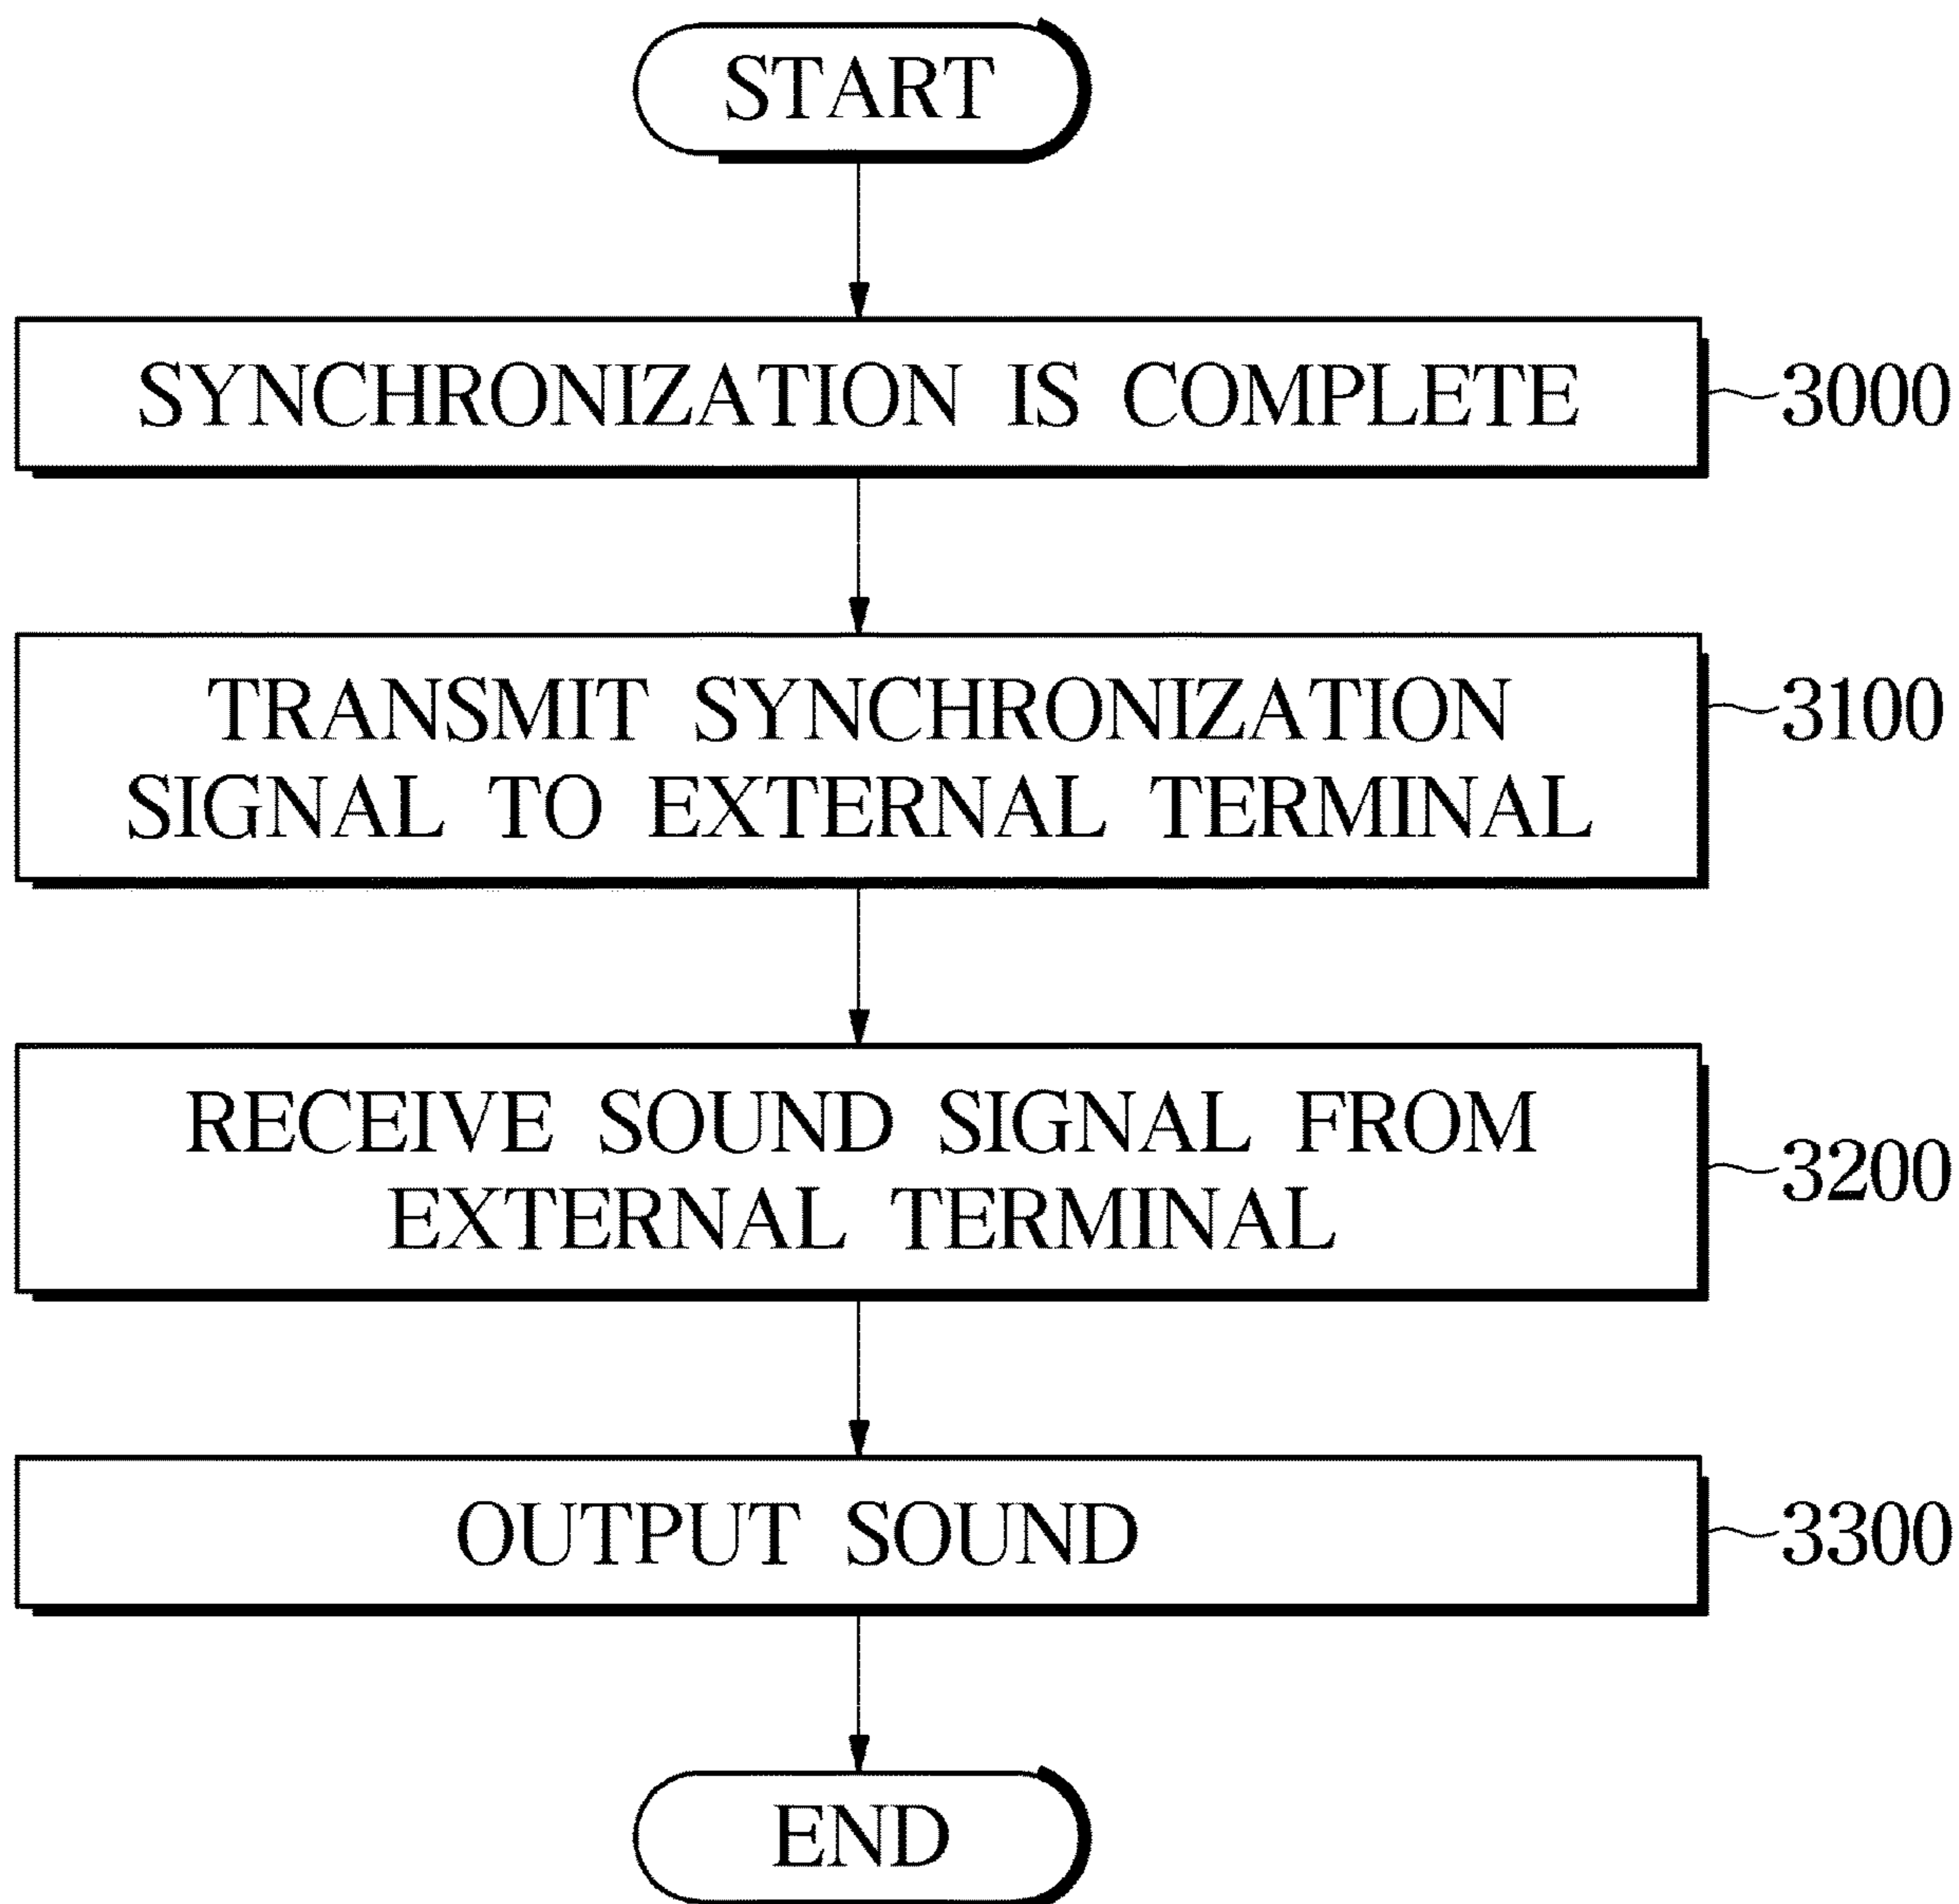 START
SYNCHRONIZATION IS COMPLETE
3000
TRANSMIT SYNCHRONIZATION
SIGNAL TO EXTERNAL TERMINAL
3100
RECEIVE SOUND SIGNAL FROM
EXTERNAL TERMINAL
3200
OUTPUT SOUND
3300
END